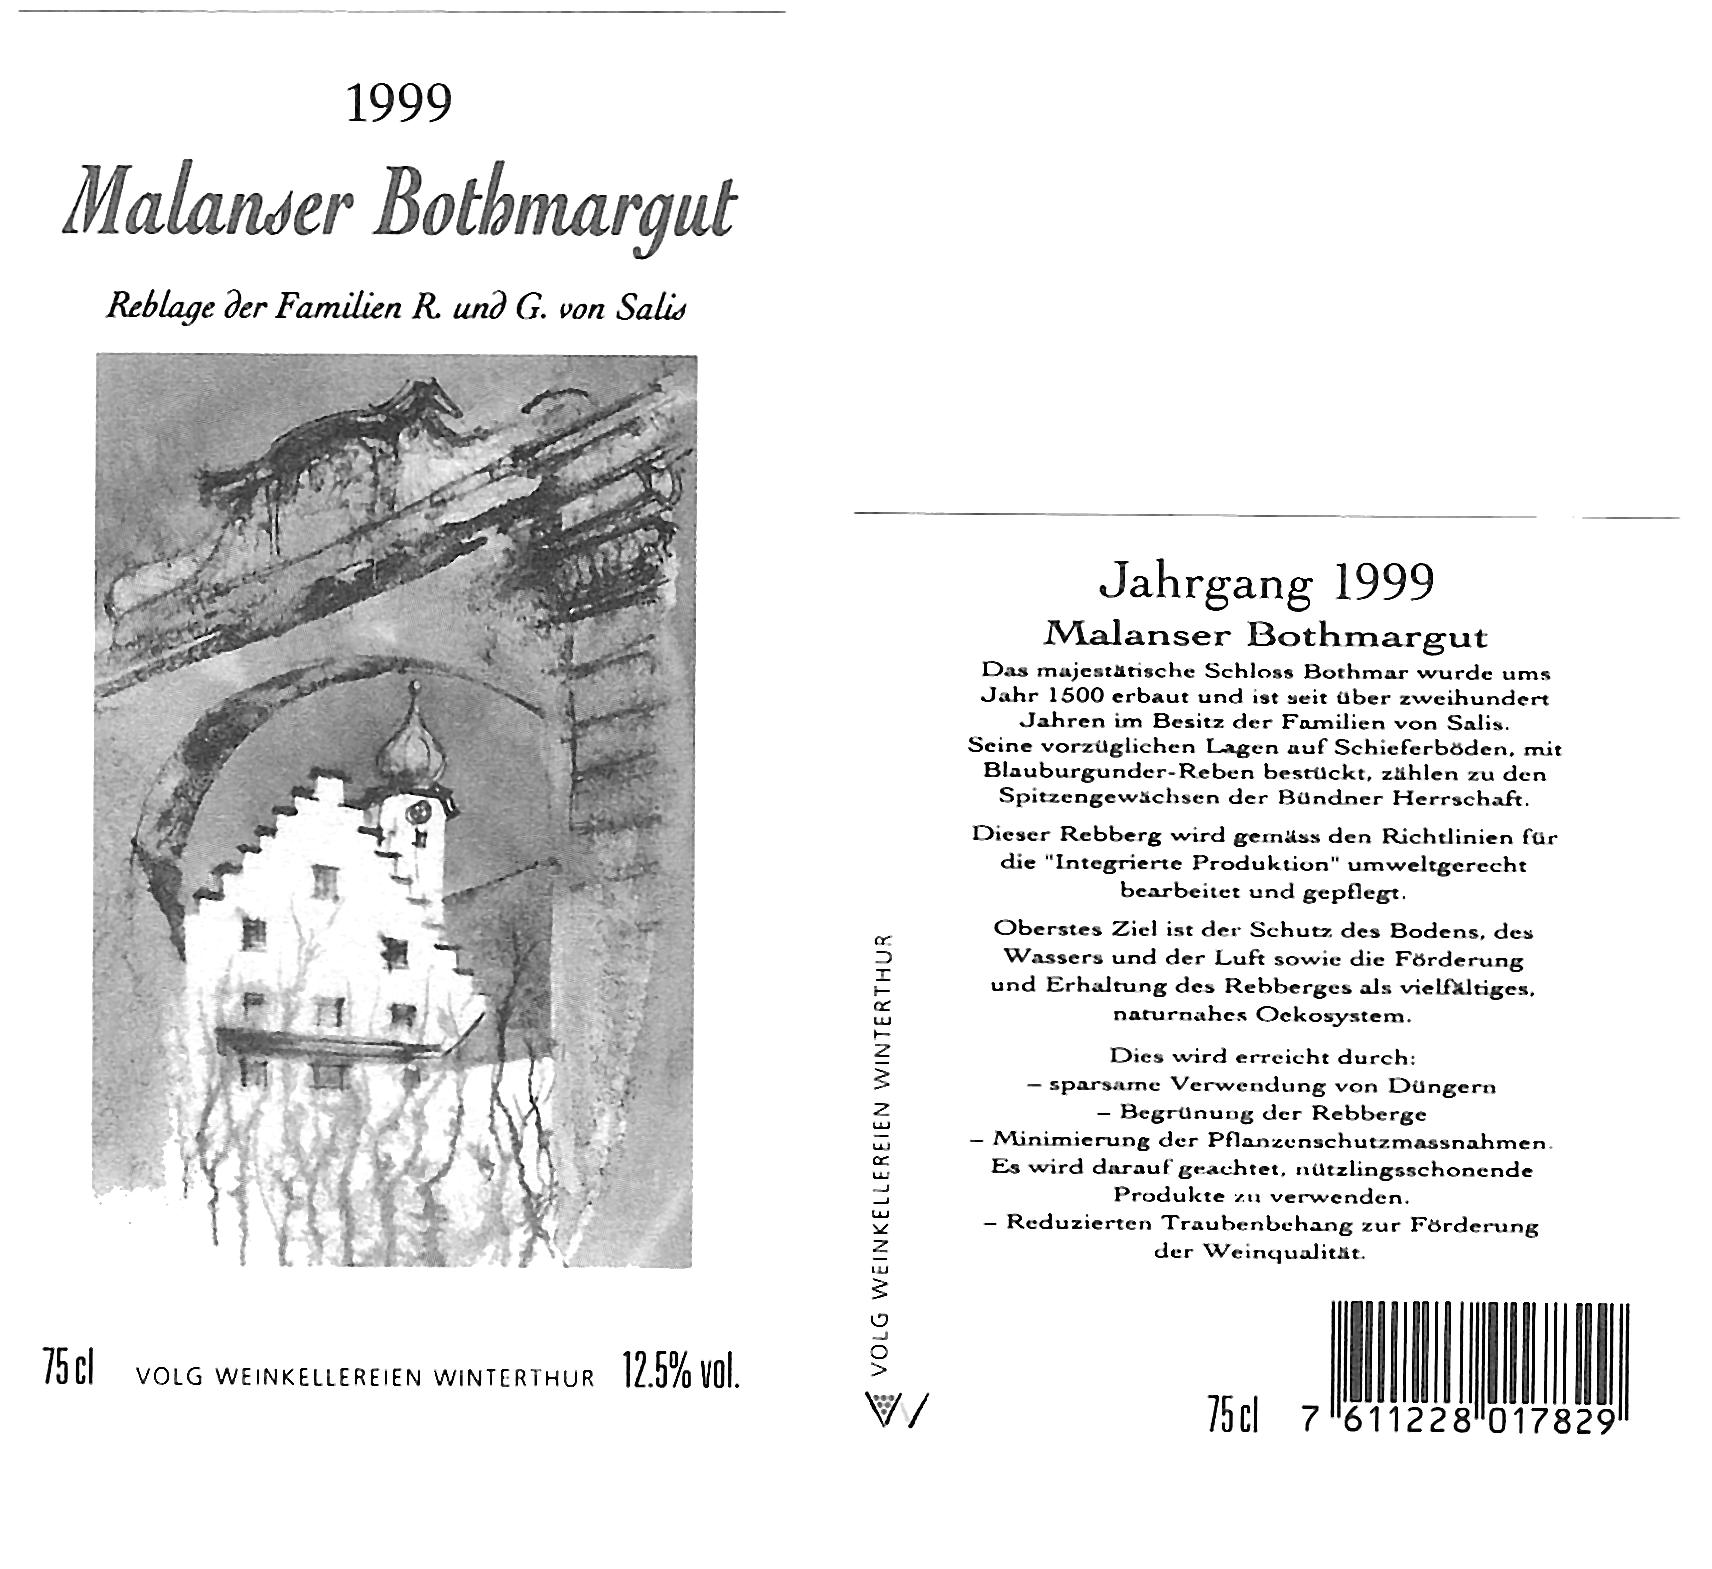 1999
Malanser Bothmargut
Reblage der Familien R. und G. von Salis
75 cl
VOLG WEINKELLEREIEN WINTERTHUR
12.5% vol.
Jahrgang 1999
Malanser Bothmargut
Das majestätische Schloss Bothmar wurde ums
Jahr 1500 erbaut und ist seit über zweihundert
Jahren im Besitz der Familien von Salis.
Seine vorzüglichen Lagen auf Schieferböden, mit
Blauburgunder-Reben bestückt, zählen zu den
Spitzengewächsen der Bündner Herrschaft.
Dieser Rebberg wird gemäss den Richtlinien für
die "Integrierte Produktion" umweltgerecht
bearbeitet und gepflegt.
Oberstes Ziel ist der Schutz des Bodens, des
Wassers und der Luft sowie die Förderung
und Erhaltung des Rebberges als vielfältiges,
naturnahes Oekosystem.
Dies wird erreicht durch:
– sparsame Verwendung von Düngern
– Begrünung der Rebberge
– Minimierung der Pflanzenschutzmassnahmen.
Es wird darauf geachtet, nützlingsschonende
Produkte zu verwenden.
– Reduzierten Traubenbehang zur Förderung
der Weinqualität.
VOLG WEINKELLEREIEN WINTERTHUR
75 cl
7 611228 017829